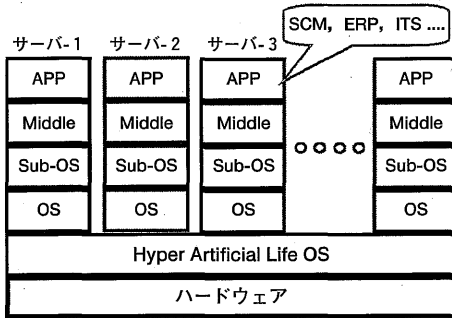 SCM, ERP, ITS ....
サーバ-1 サーバ-2 サーバ-3
APP APP APP APP
Middle Middle Middle Middle
Sub-OS Sub-OS Sub-OS Sub-OS
OS OS OS OS
Hyper Artificial Life OS
ハードウェア